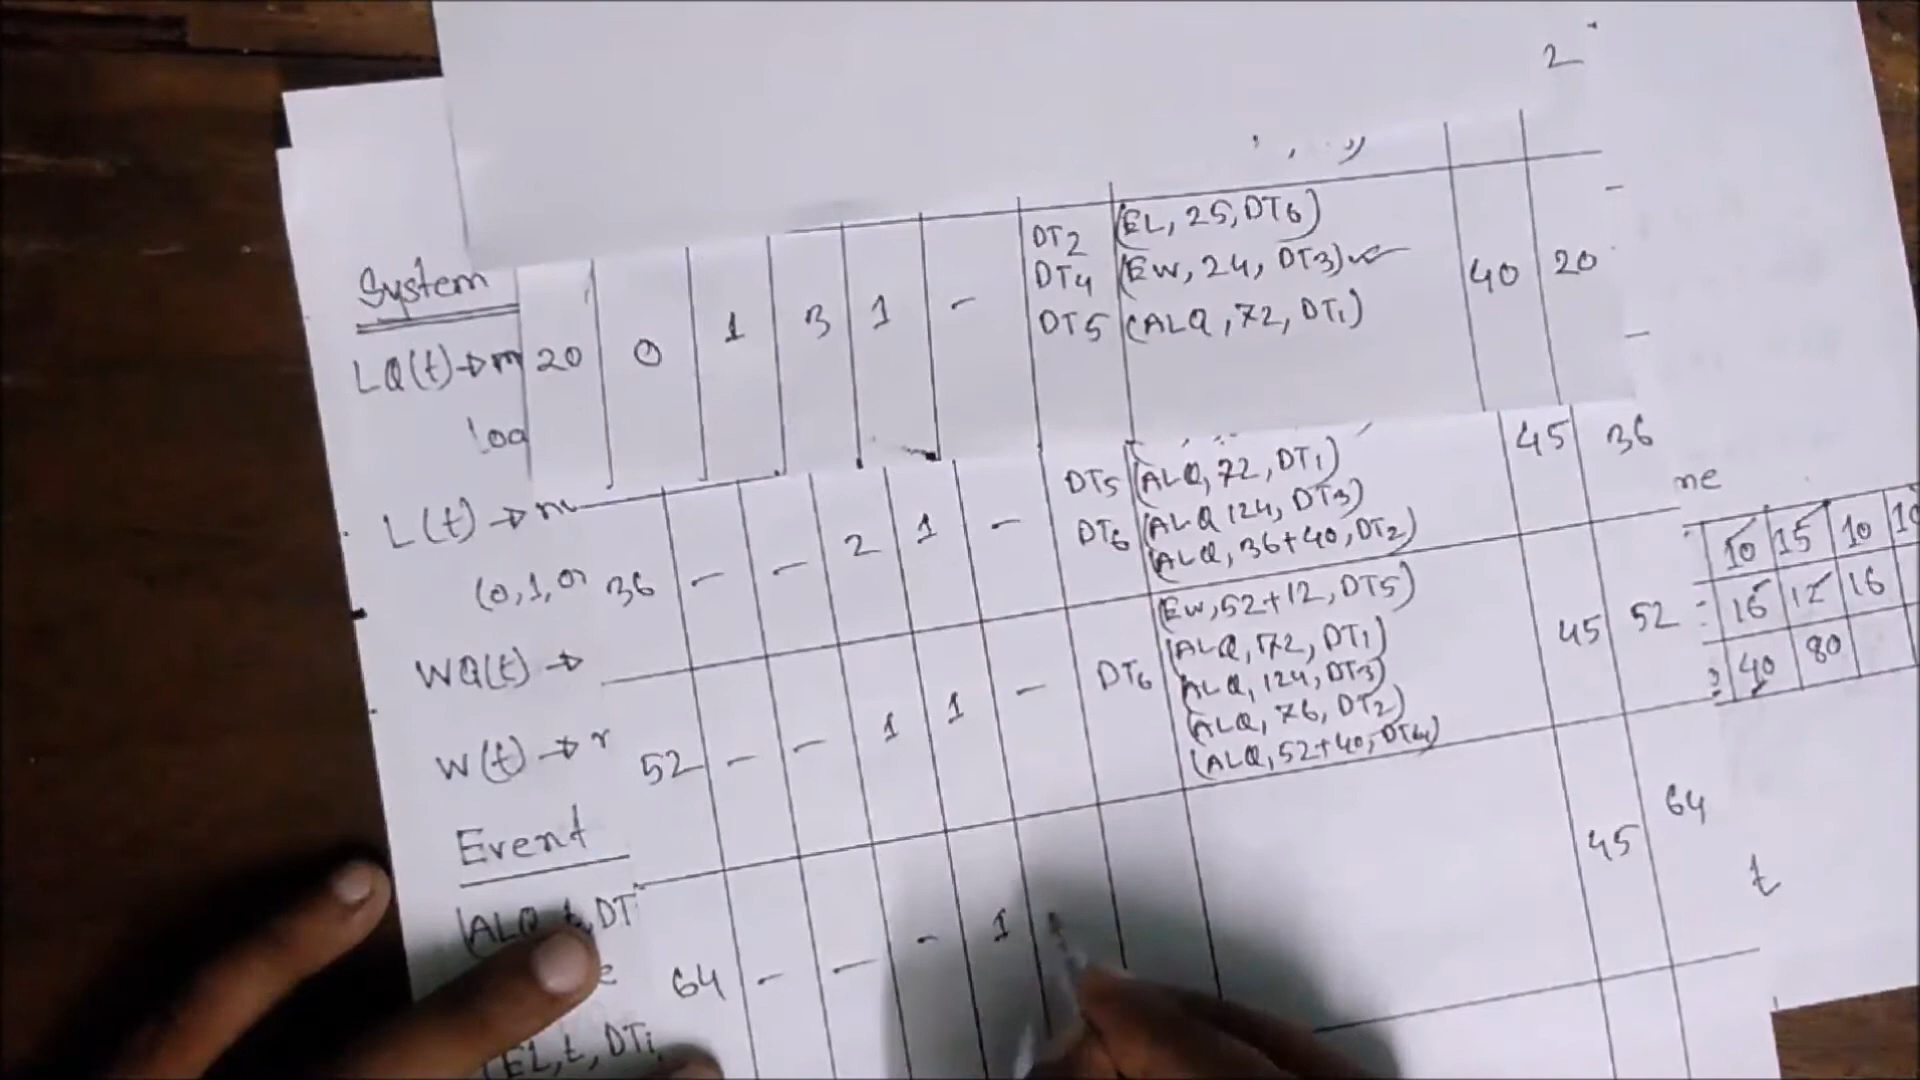 2
System
LQ(t)→m
loa
L(t)→
(0,1,0
WQ(t)→
W(t)→r
Event
(ALQ, t, DT
e
(EL, t, DTi
20 0 1 3 1 - DT2 (EL, 25, DT6) 40 20
DT4 (EW, 24, DT3)
DT5 (ALQ, 72, DT1)
36 - - 2 1 - DT5 (ALQ, 72, DT1) 45 36
DT6 (ALQ 124, DT3)
(ALQ, 36+40, DT2)
52 - - 1 1 - DT6 (EW, 52+12, DT5) 45 52
(ALQ, 172, DT1)
(ALQ, 124, DT3)
(ALQ, 76, DT2)
(ALQ, 52+40, DT4)
64 - - - 1 45 64
t
me
10 15 10 10
16 12 16
40 80